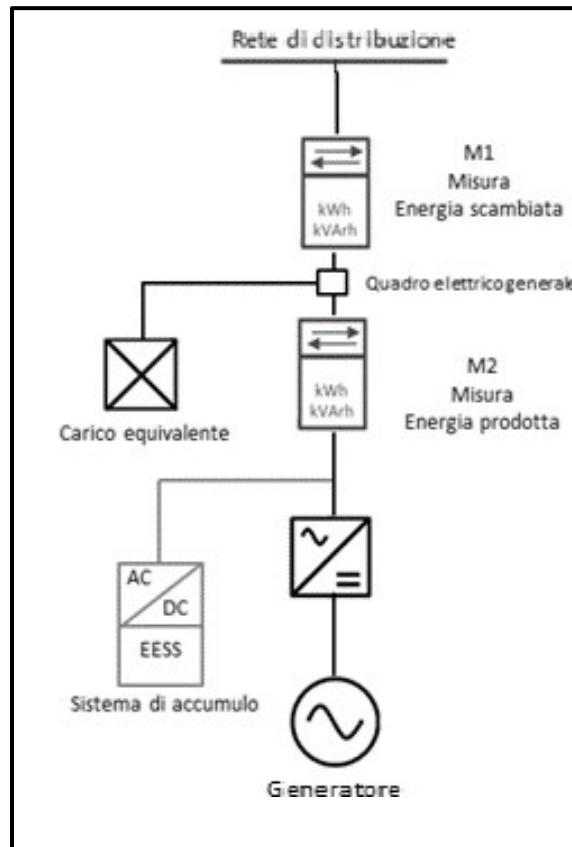 Rete di distribuzione
M1
Misura
Energia scambiata
kWh
kVArh
Quadro elettrico generale
kWh
kVArh
M2
Misura
Energia prodotta
Carico equivalente
AC
DC
EESS
Sistema di accumulo
Generatore